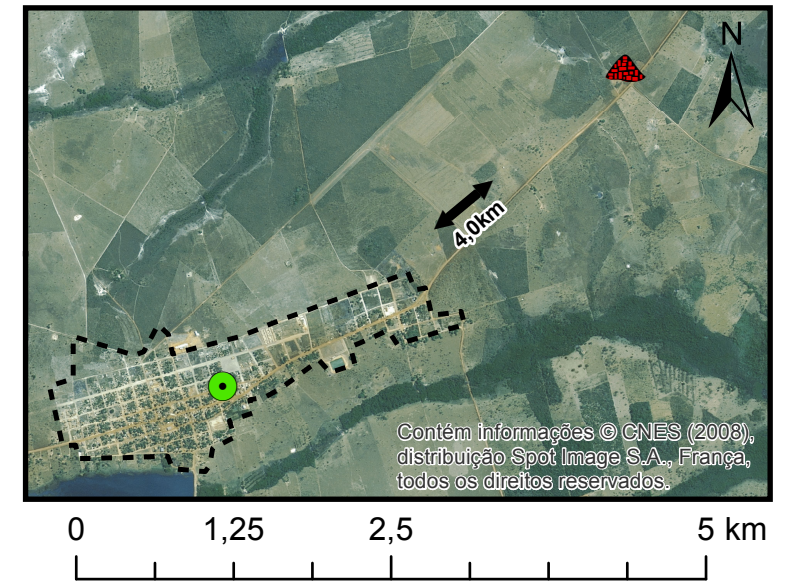 N
4,0km
Contém informações © CNES (2008),
distribuição Spot Image S.A., França,
todos os direitos reservados.
0 1,25 2,5 5 km